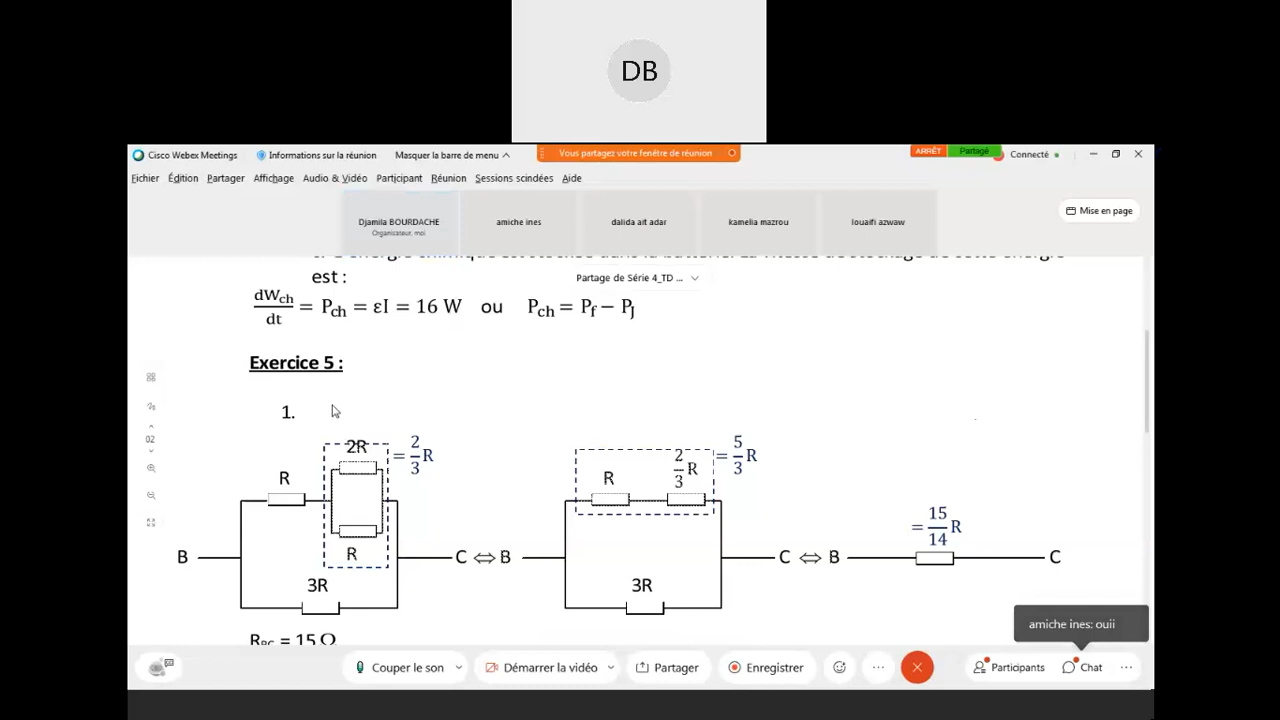 DB
Cisco Webex Meetings
Informations sur la réunion
Masquer la barre de menu
Vous partagez votre fenêtre de réunion
ARRÊT
Partagé
Connecté
Fichier Édition Partager Affichage Audio & Vidéo Participant Réunion Sessions scindées Aide
Djamila BOURDACHE
Organisateur, moi
amiche ines
dalida ait adar
kamelia mazrou
louaifi azwaw
Mise en page
est :
Partage de Série 4_TD ...
dW_ch/dt = P_ch = εI = 16 W ou P_ch = P_f − P_J
Exercice 5 :
1.
02
2R
= 2/3 R
R
R
B
C
3R
⇔ B
R
2/3 R
= 5/3 R
3R
C ⇔ B
= 15/14 R
C
R_BC = 15 Ω
amiche ines: ouii
Couper le son
Démarrer la vidéo
Partager
Enregistrer
...
Participants
Chat
...